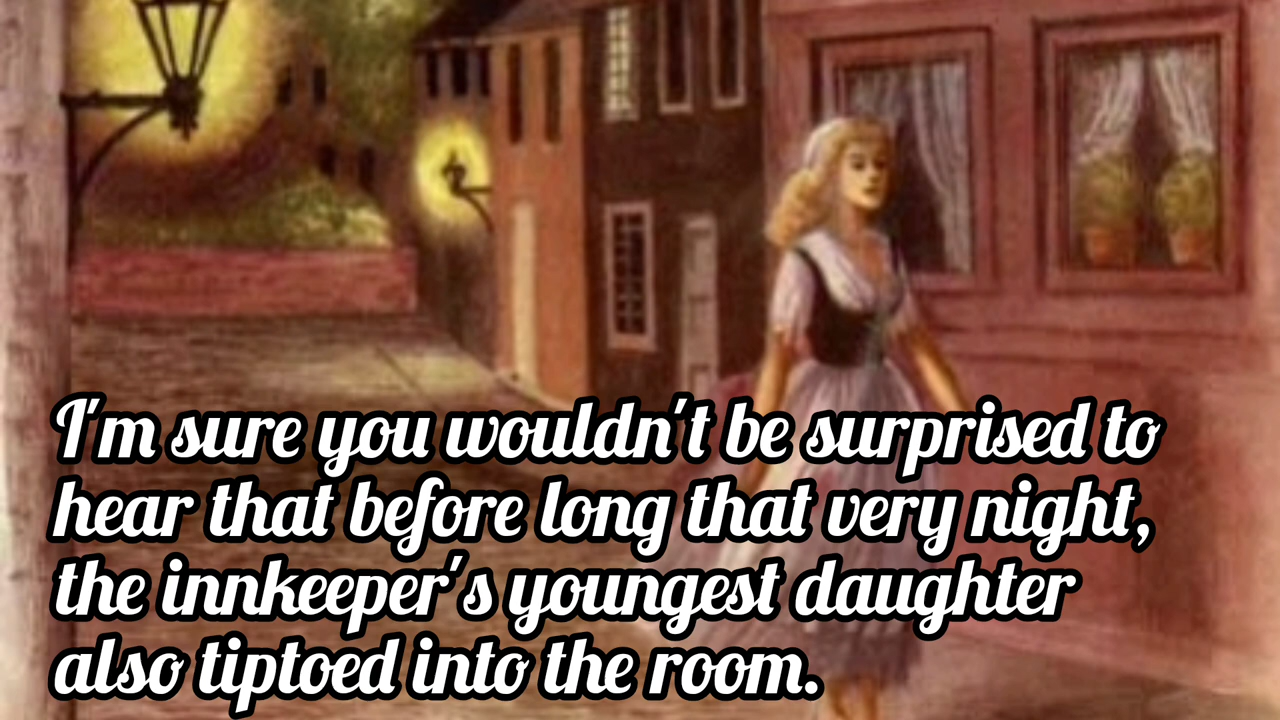 I'm sure you wouldn't be surprised to
hear that before long that very night,
the innkeeper's youngest daughter
also tiptoed into the room.